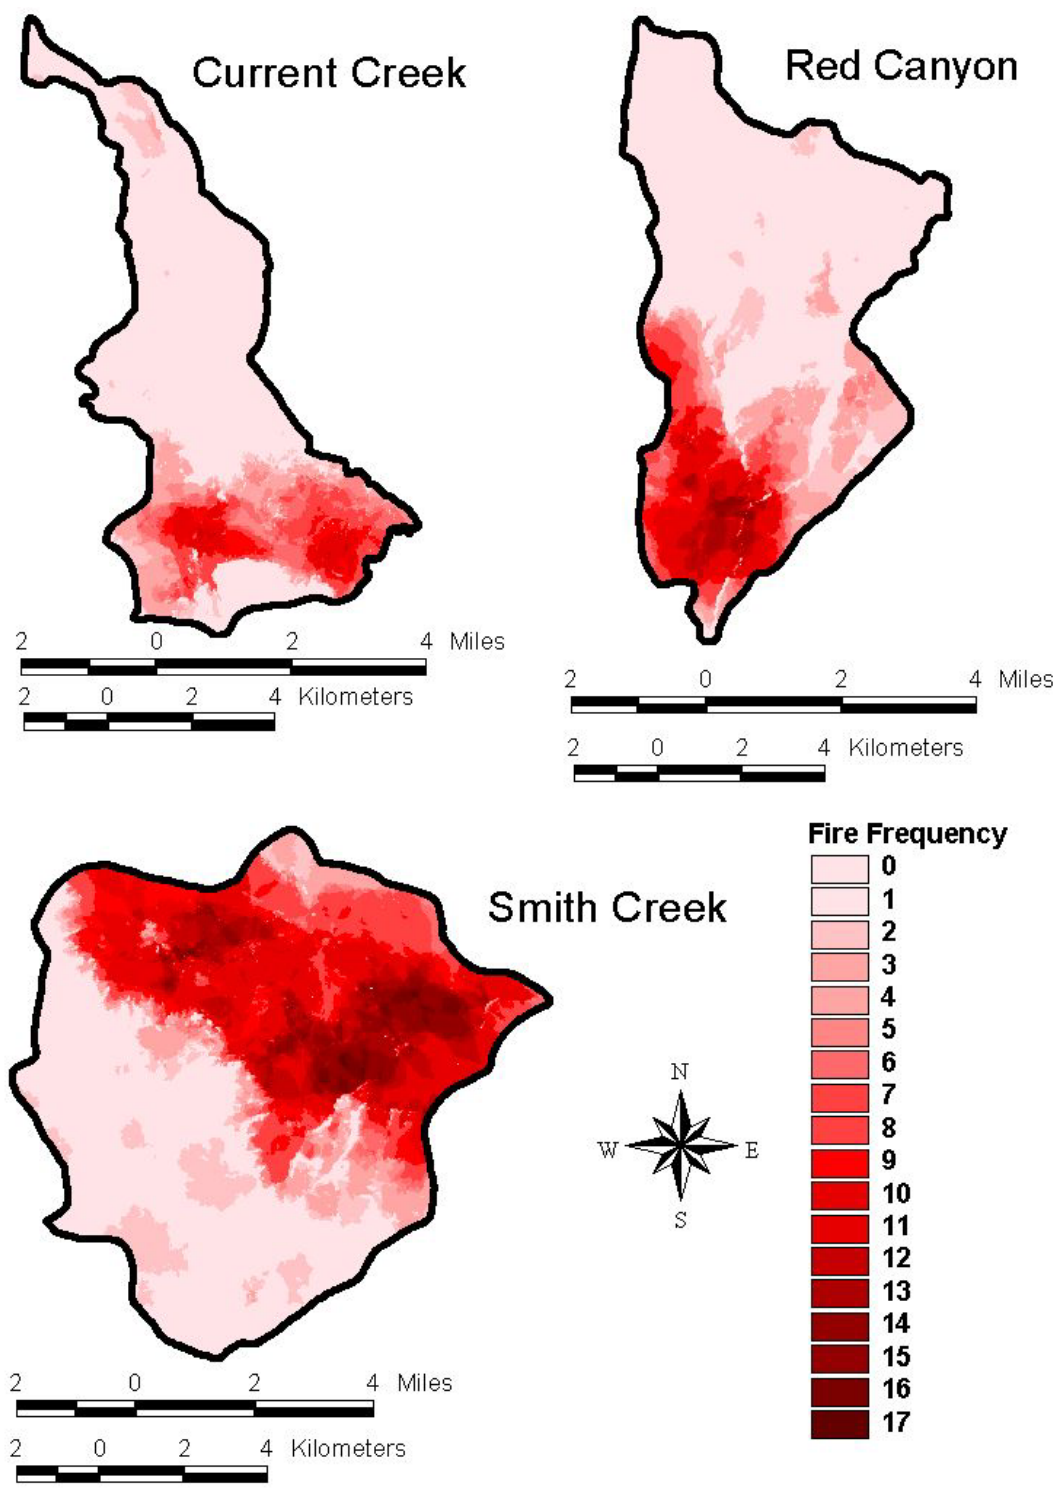 Current Creek
Red Canyon
2 0 2 4 Miles
2 0 2 4 Kilometers
2 0 2 4 Miles
2 0 2 4 Kilometers
Smith Creek
Fire Frequency
0
1
2
3
4
5
6
7
8
9
10
11
12
13
14
15
16
17
N
W E
S
2 0 2 4 Miles
2 0 2 4 Kilometers